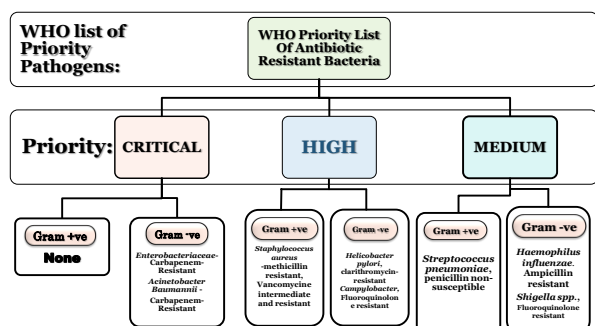 WHO list of
Priority
Pathogens:
WHO Priority List
Of Antibiotic
Resistant Bacteria
Priority:
CRITICAL
HIGH
MEDIUM
Gram +ve
None
Gram -ve
Enterobacteriaceae-
Carbapenem-
Resistant
Acinetobacter
Baumannii -
Carbapenem-
Resistant
Gram +ve
Staphylococcus
aureus
-methicillin
resistant,
Vancomycine
intermediate
and resistant
Gram -ve
Helicobacter
pylori,
clarithromycin-
resistant
Campylobacter,
Fluoroquinolon
e resistant
Gram +ve
Streptococcus
pneumoniae,
penicillin non-
susceptible
Gram -ve
Haemophilus
influenzae.
Ampicillin
resistant
Shigella spp.,
Fluoroquinolone
resistant